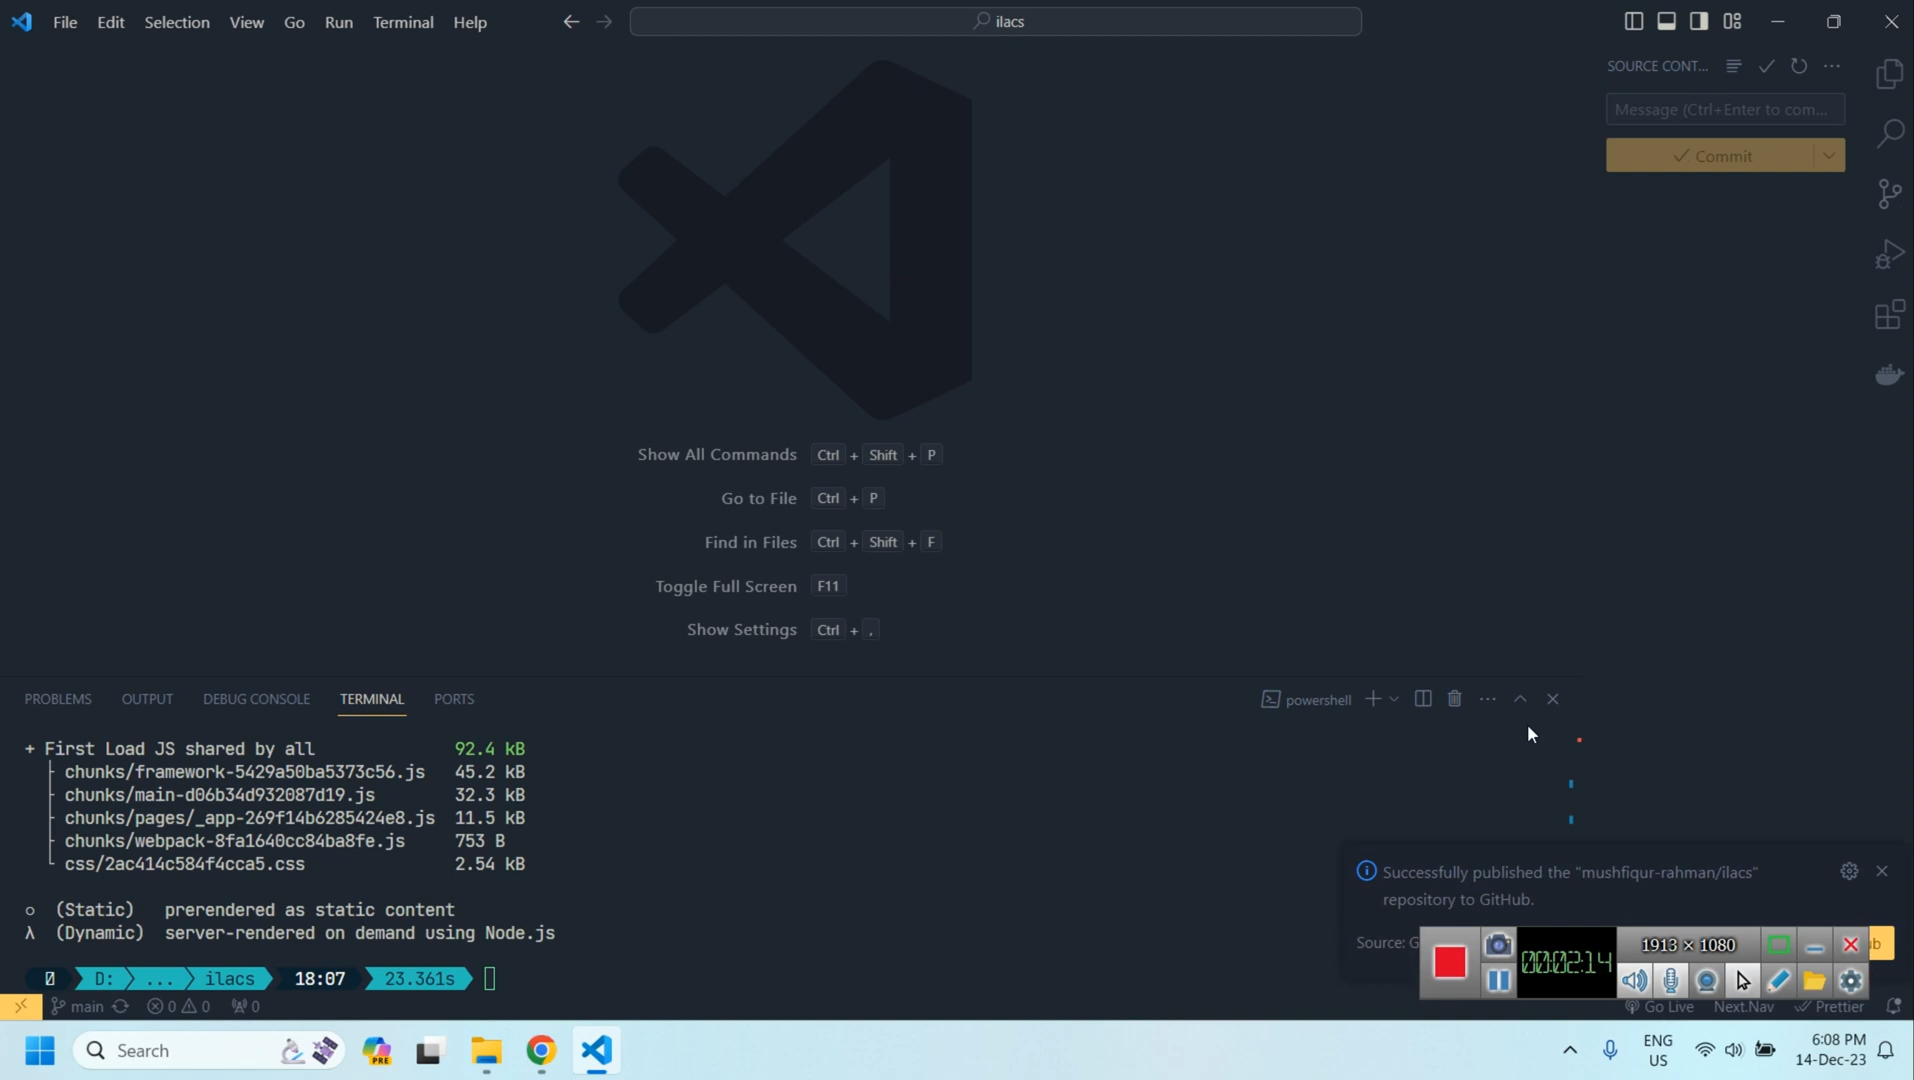 File Edit Selection View Go Run Terminal Help
ilacs
SOURCE CONT...
Message (Ctrl+Enter to com...
Commit
Show All Commands Ctrl + Shift + P
Go to File Ctrl + P
Find in Files Ctrl + Shift + F
Toggle Full Screen F11
Show Settings Ctrl + ,
PROBLEMS OUTPUT DEBUG CONSOLE TERMINAL PORTS
powershell
+ First Load JS shared by all 92.4 kB
├ chunks/framework-5429a50ba5373c56.js 45.2 kB
├ chunks/main-d06b34d932087d19.js 32.3 kB
├ chunks/pages/_app-269f14b6285424e8.js 11.5 kB
├ chunks/webpack-8fa1640cc84ba8fe.js 753 B
└ css/2ac414c584f4cca5.css 2.54 kB
○ (Static) prerendered as static content
λ (Dynamic) server-rendered on demand using Node.js
D: ... ilacs 18:07 23.361s
Successfully published the "mushfiqur-rahman/ilacs"
repository to GitHub.
Source: G
ub
00:02:14
1913 × 1080
main 0 0 0
Go Live Next.Nav Prettier
Search
PRE
ENG
US
6:08 PM
14-Dec-23